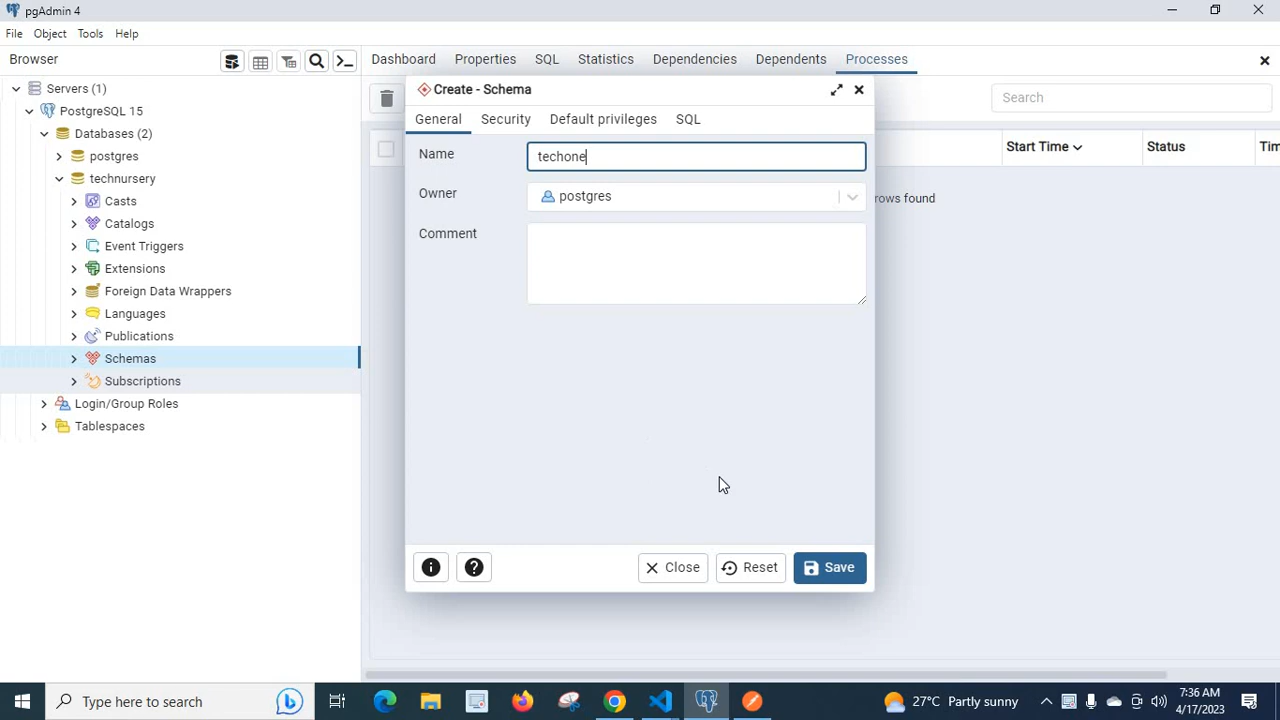 pgAdmin 4
File Object Tools Help
Browser
Dashboard Properties SQL Statistics Dependencies Dependents Processes
Servers (1)
PostgreSQL 15
Databases (2)
postgres
technursery
Casts
Catalogs
Event Triggers
Extensions
Foreign Data Wrappers
Languages
Publications
Schemas
Subscriptions
Login/Group Roles
Tablespaces
Search
Start Time Status Tim
rows found
Create - Schema
General Security Default privileges SQL
Name techone
Owner postgres
Comment
Close Reset Save
Type here to search
27°C Partly sunny
7:36 AM
4/17/2023